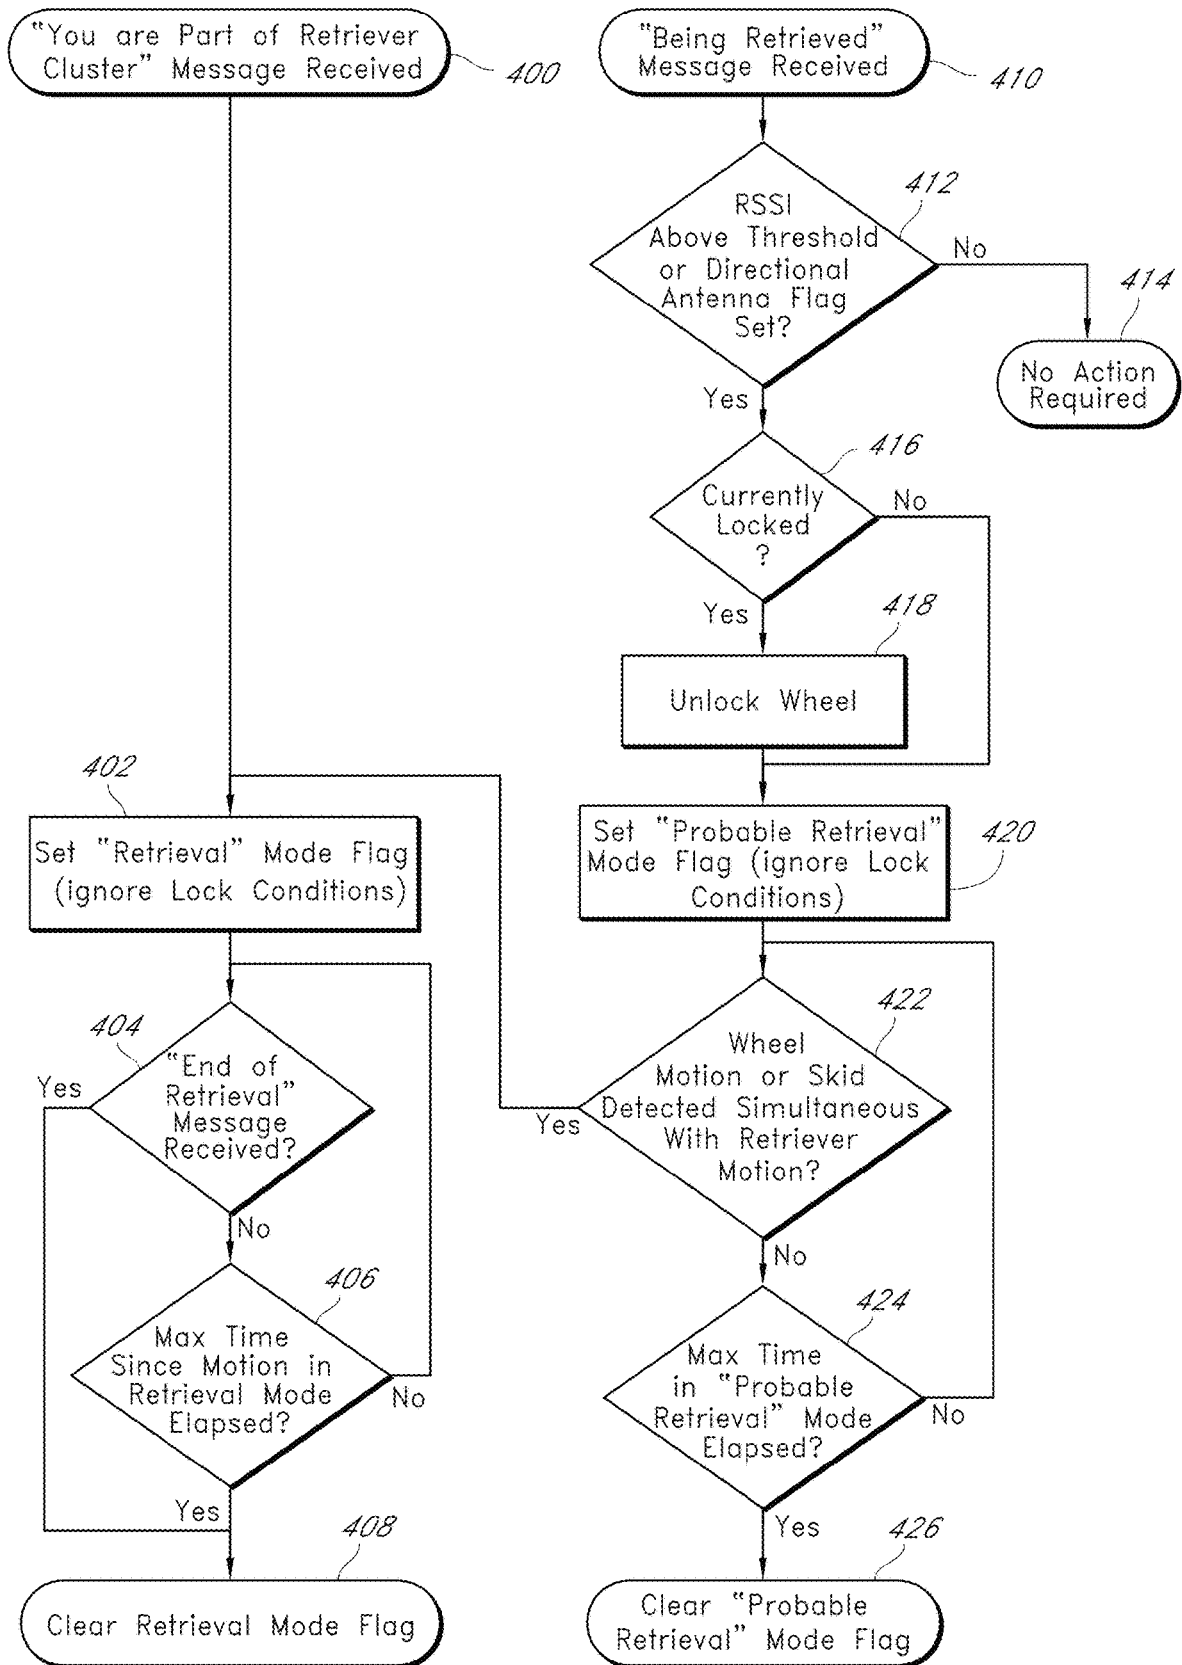 "You are Part of Retriever
Cluster" Message Received
400
"Being Retrieved"
Message Received
410
RSSI
Above Threshold
or Directional
Antenna Flag
Set?
412
No
414
No Action
Required
Yes
416
Currently
Locked
?
No
Yes
418
Unlock Wheel
402
Set "Retrieval" Mode Flag
(ignore Lock Conditions)
Set "Probable Retrieval"
Mode Flag (ignore Lock
Conditions)
420
404
"End of
Retrieval"
Message
Received?
Yes
No
422
Wheel
Motion or Skid
Detected Simultaneous
With Retriever
Motion?
Yes
No
406
Max Time
Since Motion in
Retrieval Mode
Elapsed?
No
Yes
424
Max Time
in "Probable
Retrieval" Mode
Elapsed?
No
Yes
408
Clear Retrieval Mode Flag
426
Clear "Probable
Retrieval" Mode Flag